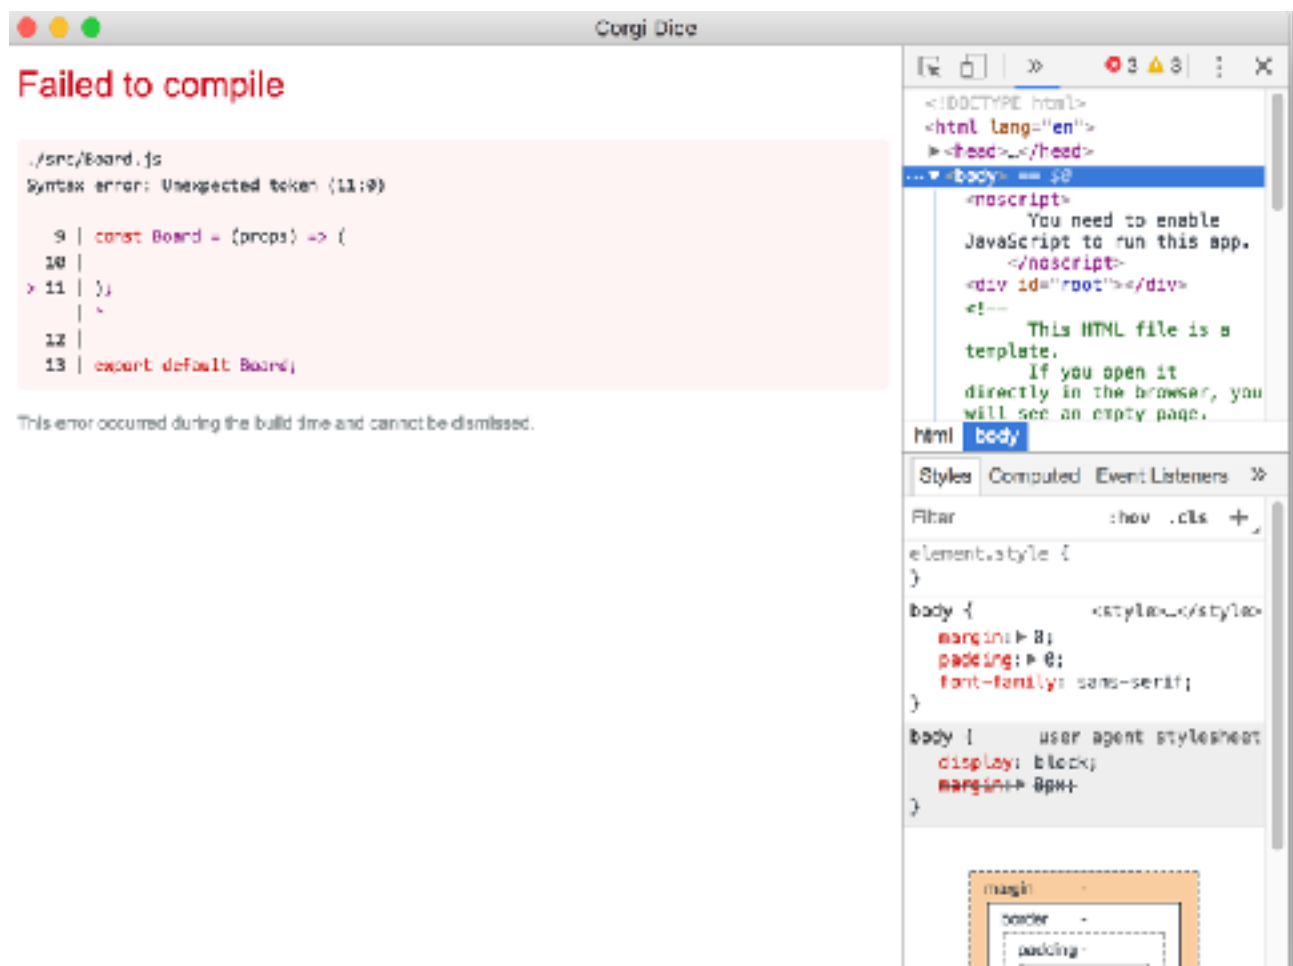 Corgi Dice
Failed to compile
./src/Board.js
Syntax error: Unexpected token (11:0)
9 | const Board = (props) => (
10 |
> 11 | );
| ^
12 |
13 | export default Board;
This error occurred during the build time and cannot be dismissed.
» 3 3 ⋮ ×
<!DOCTYPE html>
<html lang="en">
▶<head>…</head>
…▼<body> == $0
<noscript>
You need to enable
JavaScript to run this app.
</noscript>
<div id="root"></div>
<!--
This HTML file is a
template.
If you open it
directly in the browser, you
will see an empty page.
html body
Styles Computed Event Listeners »
Filter :hov .cls +
element.style {
}
body { <style>…</style>
margin:▶ 0;
padding:▶ 0;
font-family: sans-serif;
}
body { user agent stylesheet
display: block;
margin:▶ 8px;
}
margin -
border -
padding -